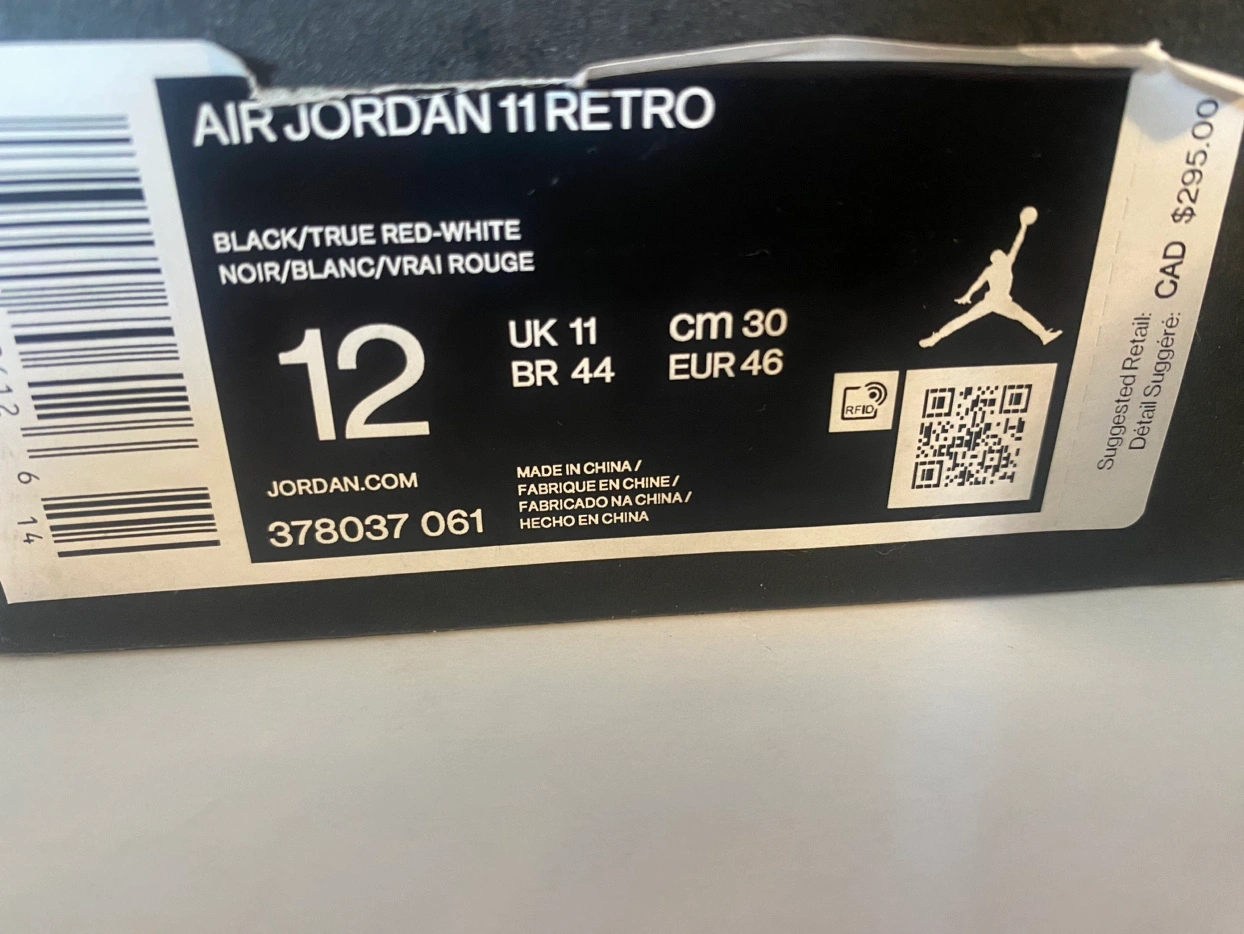 AIR JORDAN 11 RETRO
BLACK/TRUE RED-WHITE
NOIR/BLANC/VRAI ROUGE
12
UK 11
cm 30
BR 44
EUR 46
JORDAN.COM
378037 061
MADE IN CHINA /
FABRIQUE EN CHINE /
FABRICADO NA CHINA /
HECHO EN CHINA
RFID
Suggested Retail:
Détail Suggéré: CAD $295.00
6 14